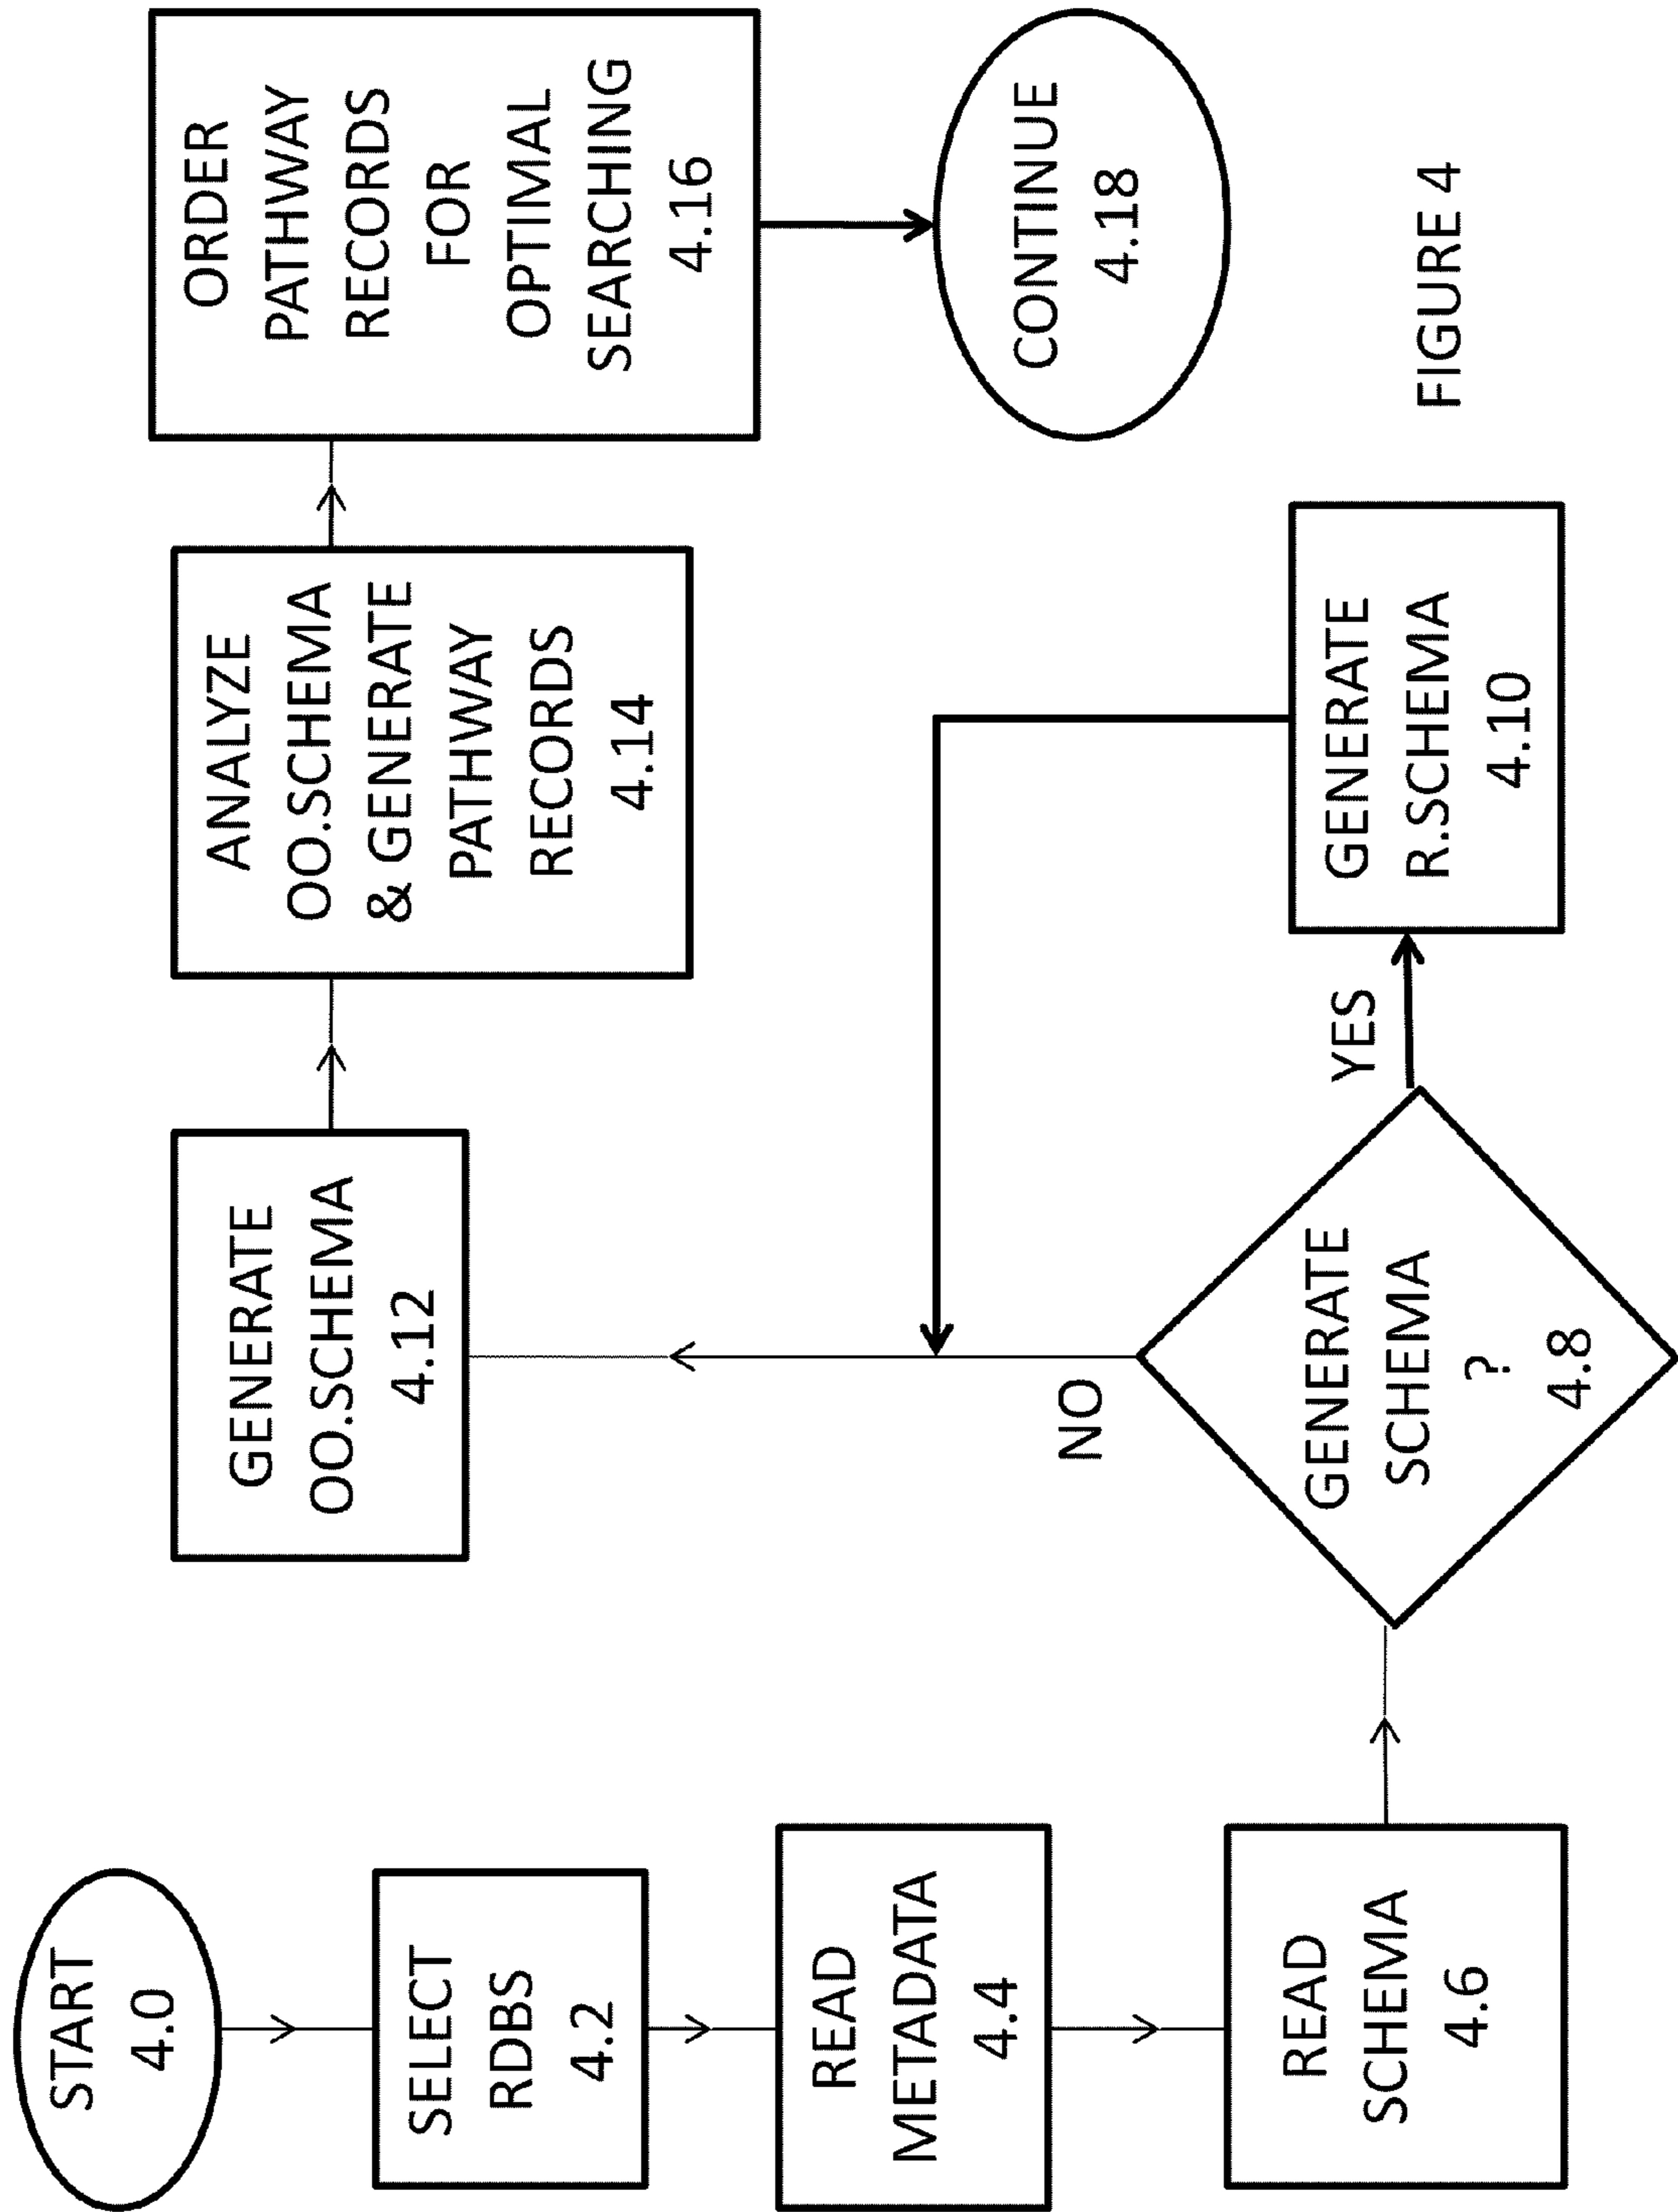 START
4.0
SELECT
RDBS
4.2
READ
METADATA
4.4
READ
SCHEMA
4.6
GENERATE
SCHEMA
?
4.8
YES
NO
GENERATE
R.SCHEMA
4.10
GENERATE
OO.SCHEMA
4.12
ANALYZE
OO.SCHEMA
& GENERATE
PATHWAY
RECORDS
4.14
ORDER
PATHWAY
RECORDS
FOR
OPTIMAL
SEARCHING
4.16
CONTINUE
4.18
FIGURE 4